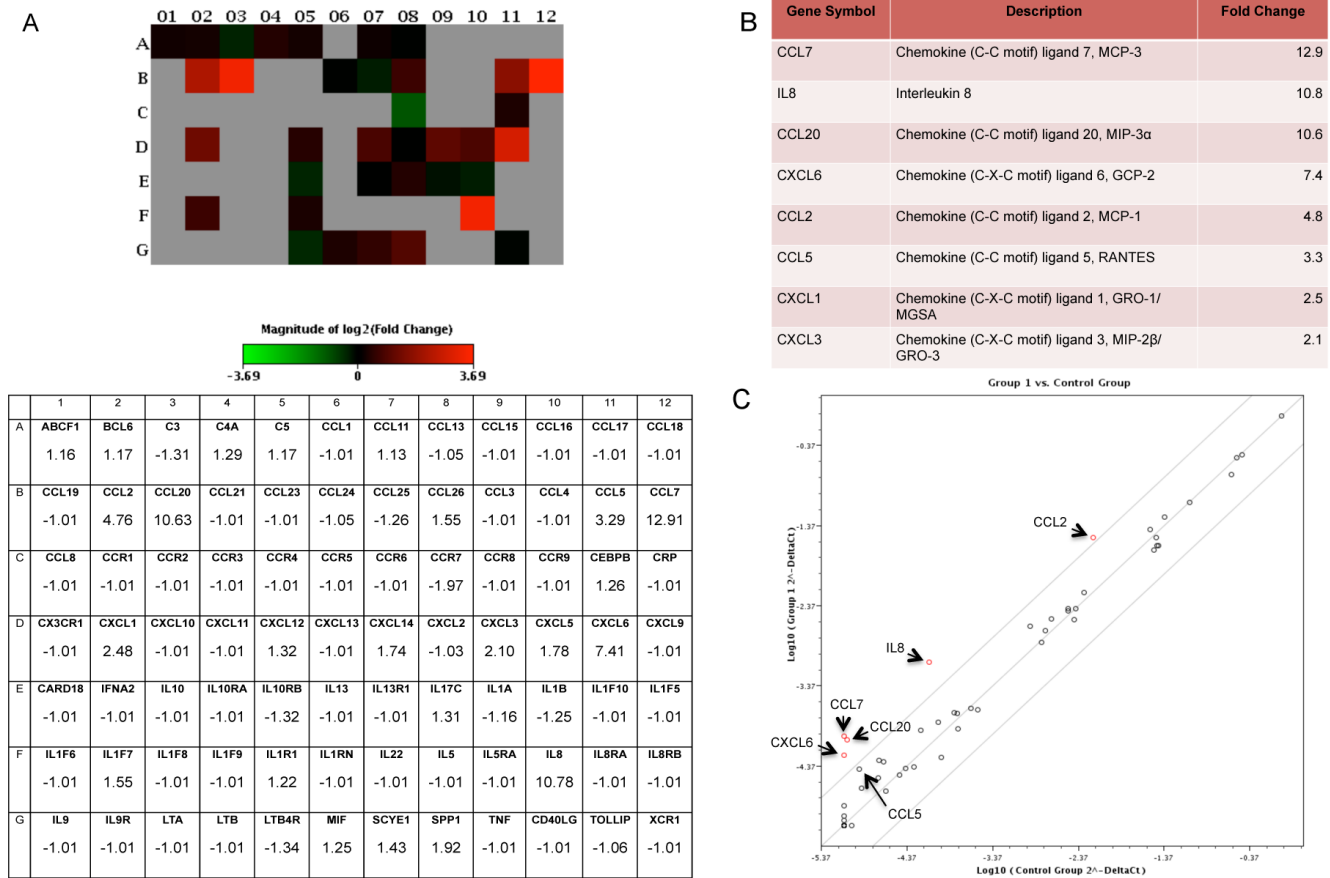 A
01 02 03 04 05 06 07 08 09 10 11 12
A
B
C
D
E
F
G
Magnitude of log2(Fold Change)
-3.69 0 3.69
1 2 3 4 5 6 7 8 9 10 11 12
A ABCF1 BCL6 C3 C4A C5 CCL1 CCL11 CCL13 CCL15 CCL16 CCL17 CCL18
1.16 1.17 -1.31 1.29 1.17 -1.01 1.13 -1.05 -1.01 -1.01 -1.01 -1.01
B CCL19 CCL2 CCL20 CCL21 CCL23 CCL24 CCL25 CCL26 CCL3 CCL4 CCL5 CCL7
-1.01 4.76 10.63 -1.01 -1.01 -1.05 -1.26 1.55 -1.01 -1.01 3.29 12.91
C CCL8 CCR1 CCR2 CCR3 CCR4 CCR5 CCR6 CCR7 CCR8 CCR9 CEBPB CRP
-1.01 -1.01 -1.01 -1.01 -1.01 -1.01 -1.01 -1.97 -1.01 -1.01 1.26 -1.01
D CX3CR1 CXCL1 CXCL10 CXCL11 CXCL12 CXCL13 CXCL14 CXCL2 CXCL3 CXCL5 CXCL6 CXCL9
-1.01 2.48 -1.01 -1.01 1.32 -1.01 1.74 -1.03 2.10 1.78 7.41 -1.01
E CARD18 IFNA2 IL10 IL10RA IL10RB IL13 IL13R1 IL17C IL1A IL1B IL1F10 IL1F5
-1.01 -1.01 -1.01 -1.01 -1.32 -1.01 -1.01 1.31 -1.16 -1.25 -1.01 -1.01
F IL1F6 IL1F7 IL1F8 IL1F9 IL1R1 IL1RN IL22 IL5 IL5RA IL8 IL8RA IL8RB
-1.01 1.55 -1.01 -1.01 1.22 -1.01 -1.01 -1.01 -1.01 10.78 -1.01 -1.01
G IL9 IL9R LTA LTB LTB4R MIF SCYE1 SPP1 TNF CD40LG TOLLIP XCR1
-1.01 -1.01 -1.01 -1.01 -1.34 1.25 1.43 1.92 -1.01 -1.01 -1.06 -1.01
B
Gene Symbol Description Fold Change
CCL7 Chemokine (C-C motif) ligand 7, MCP-3 12.9
IL8 Interleukin 8 10.8
CCL20 Chemokine (C-C motif) ligand 20, MIP-3α 10.6
CXCL6 Chemokine (C-X-C motif) ligand 6, GCP-2 7.4
CCL2 Chemokine (C-C motif) ligand 2, MCP-1 4.8
CCL5 Chemokine (C-C motif) ligand 5, RANTES 3.3
CXCL1 Chemokine (C-X-C motif) ligand 1, GRO-1/ 2.5
MGSA
CXCL3 Chemokine (C-X-C motif) ligand 3, MIP-2β/ 2.1
GRO-3
C
Group 1 vs. Control Group
Log10 (Group 1 2^-DeltaCt)
-0.37
-1.37
-2.37
-3.37
-4.37
CCL2
IL8
CCL7
CCL20
CXCL6
CCL5
-5.37 -4.37 -3.37 -2.37 -1.37 -0.37
Log10 (Control Group 2^-DeltaCt)